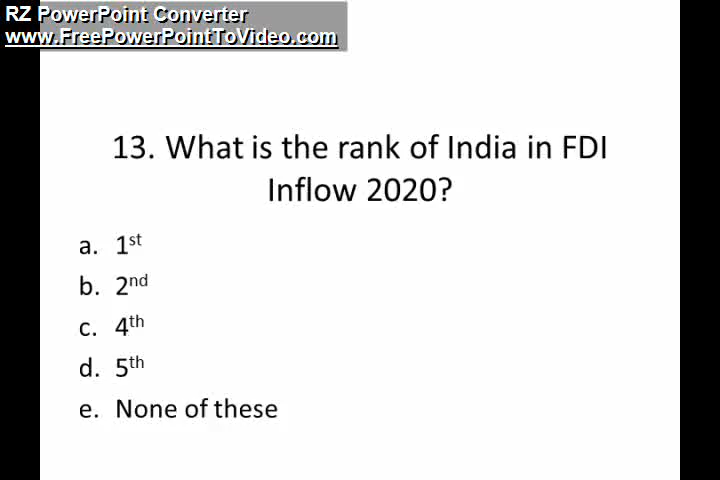 RZ PowerPoint Converter
www.FreePowerPointToVideo.com
13. What is the rank of India in FDI
Inflow 2020?
a. 1st
b. 2nd
c. 4th
d. 5th
e. None of these